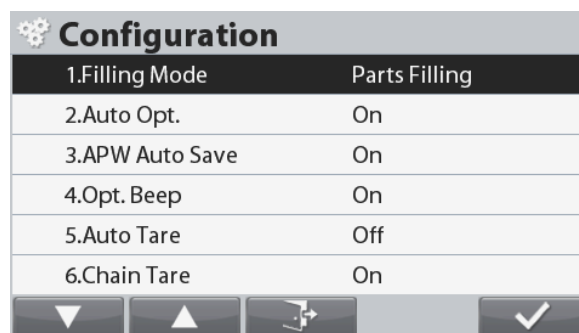 Configuration
1.Filling Mode Parts Filling
2.Auto Opt. On
3.APW Auto Save On
4.Opt. Beep On
5.Auto Tare Off
6.Chain Tare On